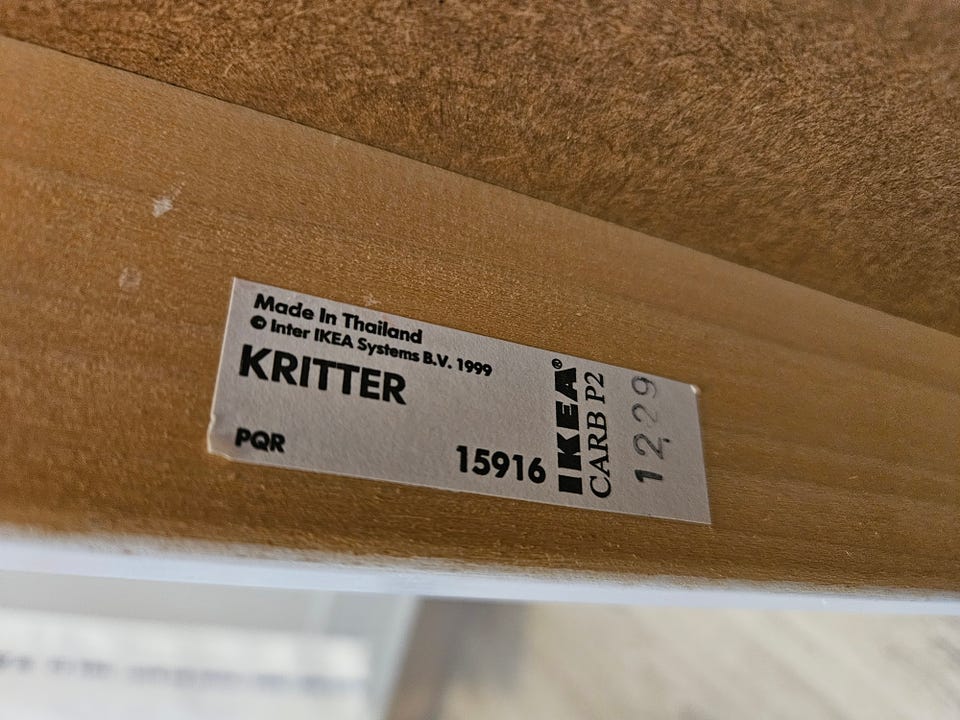 Made In Thailand
© Inter IKEA Systems B.V. 1999
KRITTER
PQR
15916
IKEA®
CARB P2
1229